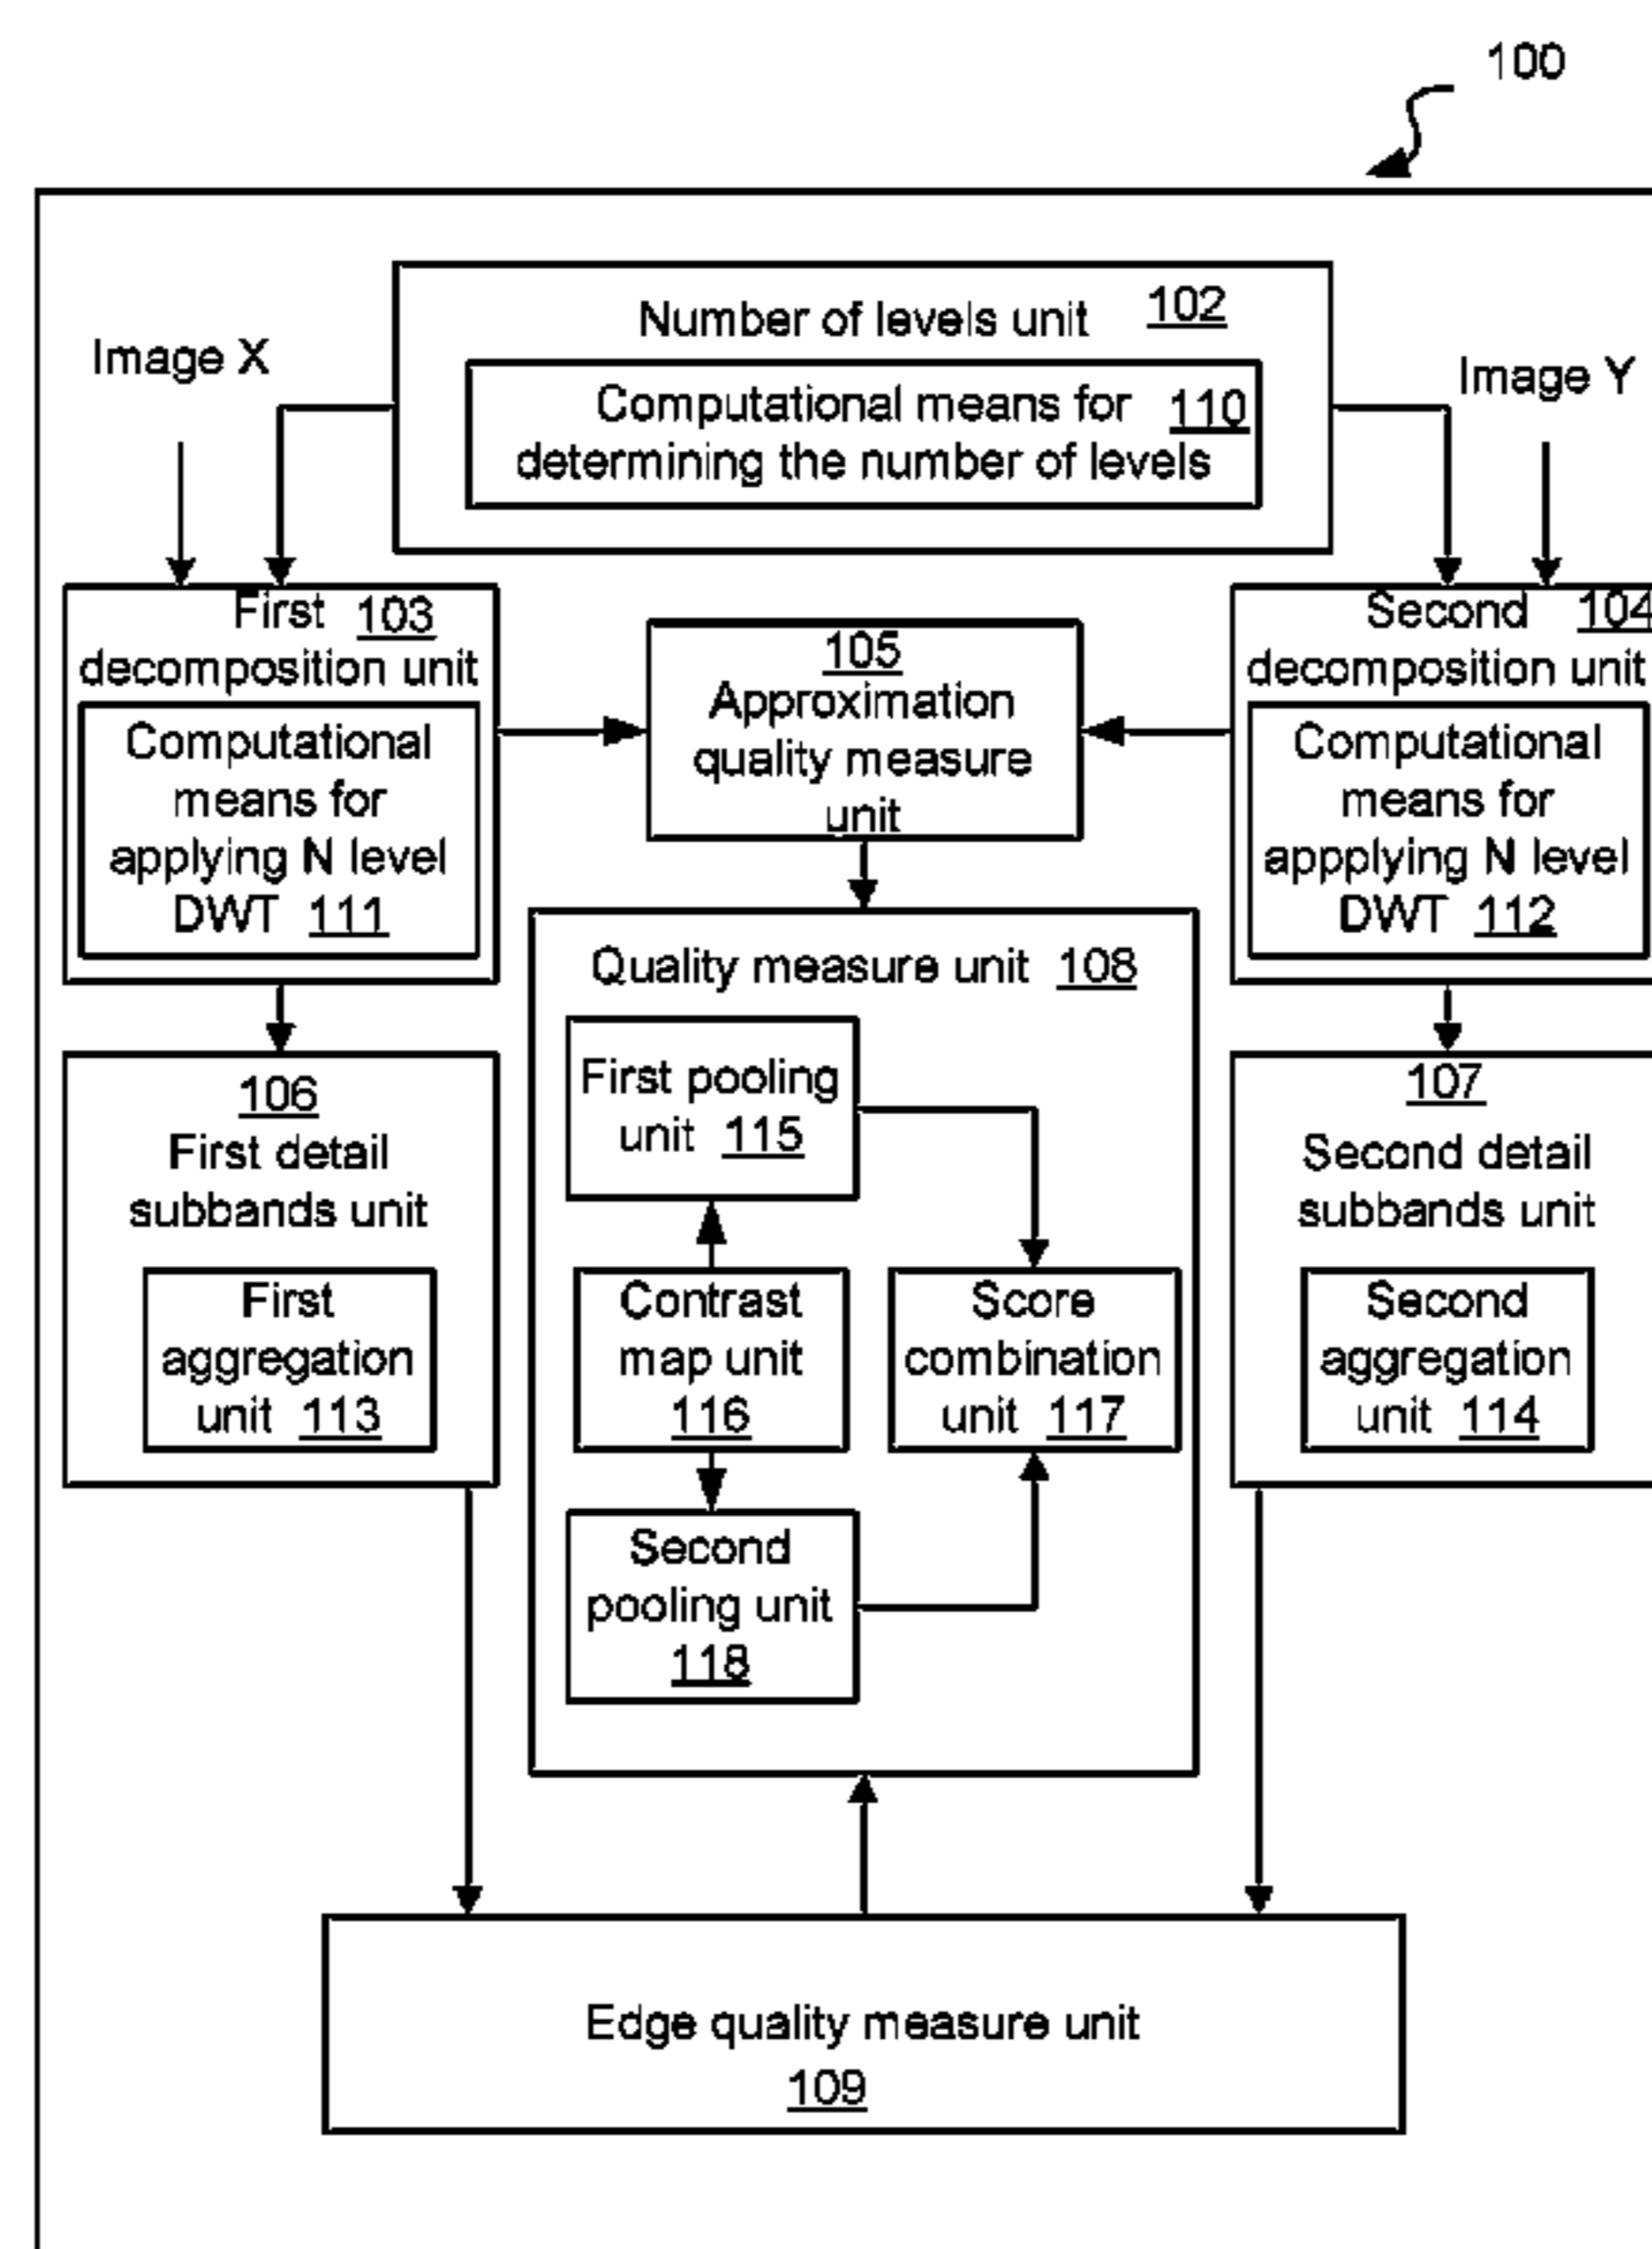 100
Number of levels unit 102
Image X
Image Y
Computational means for 110
determining the number of levels
First 103
decomposition unit
Computational
means for
applying N level
DWT 111
105
Approximation
quality measure
unit
Second 104
decomposition unit
Computational
means for
appplying N level
DWT 112
Quality measure unit 108
First pooling
unit 115
Contrast
map unit
116
Score
combination
unit 117
Second
pooling unit
118
106
First detail
subbands unit
First
aggregation
unit 113
107
Second detail
subbands unit
Second
aggregation
unit 114
Edge quality measure unit
109